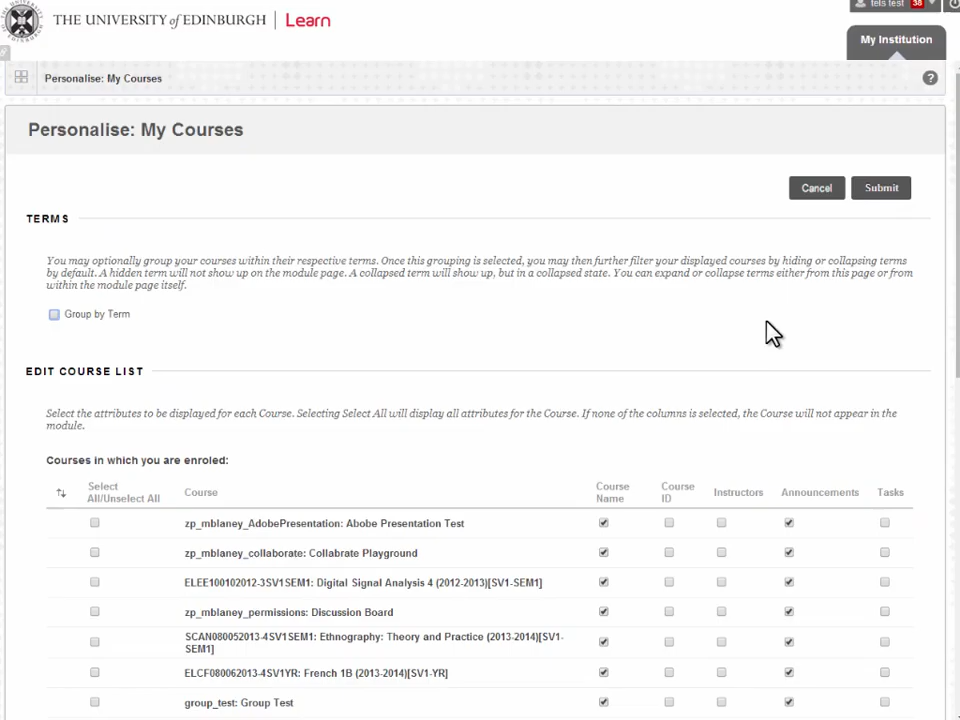 THE UNIVERSITY of EDINBURGH | Learn
tels test 38
My Institution
Personalise: My Courses
?
Personalise: My Courses
Cancel Submit
TERMS
You may optionally group your courses within their respective terms. Once this grouping is selected, you may then further filter your displayed courses by hiding or collapsing terms
by default. A hidden term will not show up on the module page. A collapsed term will show up, but in a collapsed state. You can expand or collapse terms either from this page or from
within the module page itself.
Group by Term
EDIT COURSE LIST
Select the attributes to be displayed for each Course. Selecting Select All will display all attributes for the Course. If none of the columns is selected, the Course will not appear in the
module.
Courses in which you are enroled:
Select All/Unselect All Course Course Name Course ID Instructors Announcements Tasks
zp_mblaney_AdobePresentation: Abobe Presentation Test
zp_mblaney_collaborate: Collabrate Playground
ELEE100102012-3SV1SEM1: Digital Signal Analysis 4 (2012-2013)[SV1-SEM1]
zp_mblaney_permissions: Discussion Board
SCAN080052013-4SV1SEM1: Ethnography: Theory and Practice (2013-2014)[SV1-
SEM1]
ELCF080062013-4SV1YR: French 1B (2013-2014)[SV1-YR]
group_test: Group Test